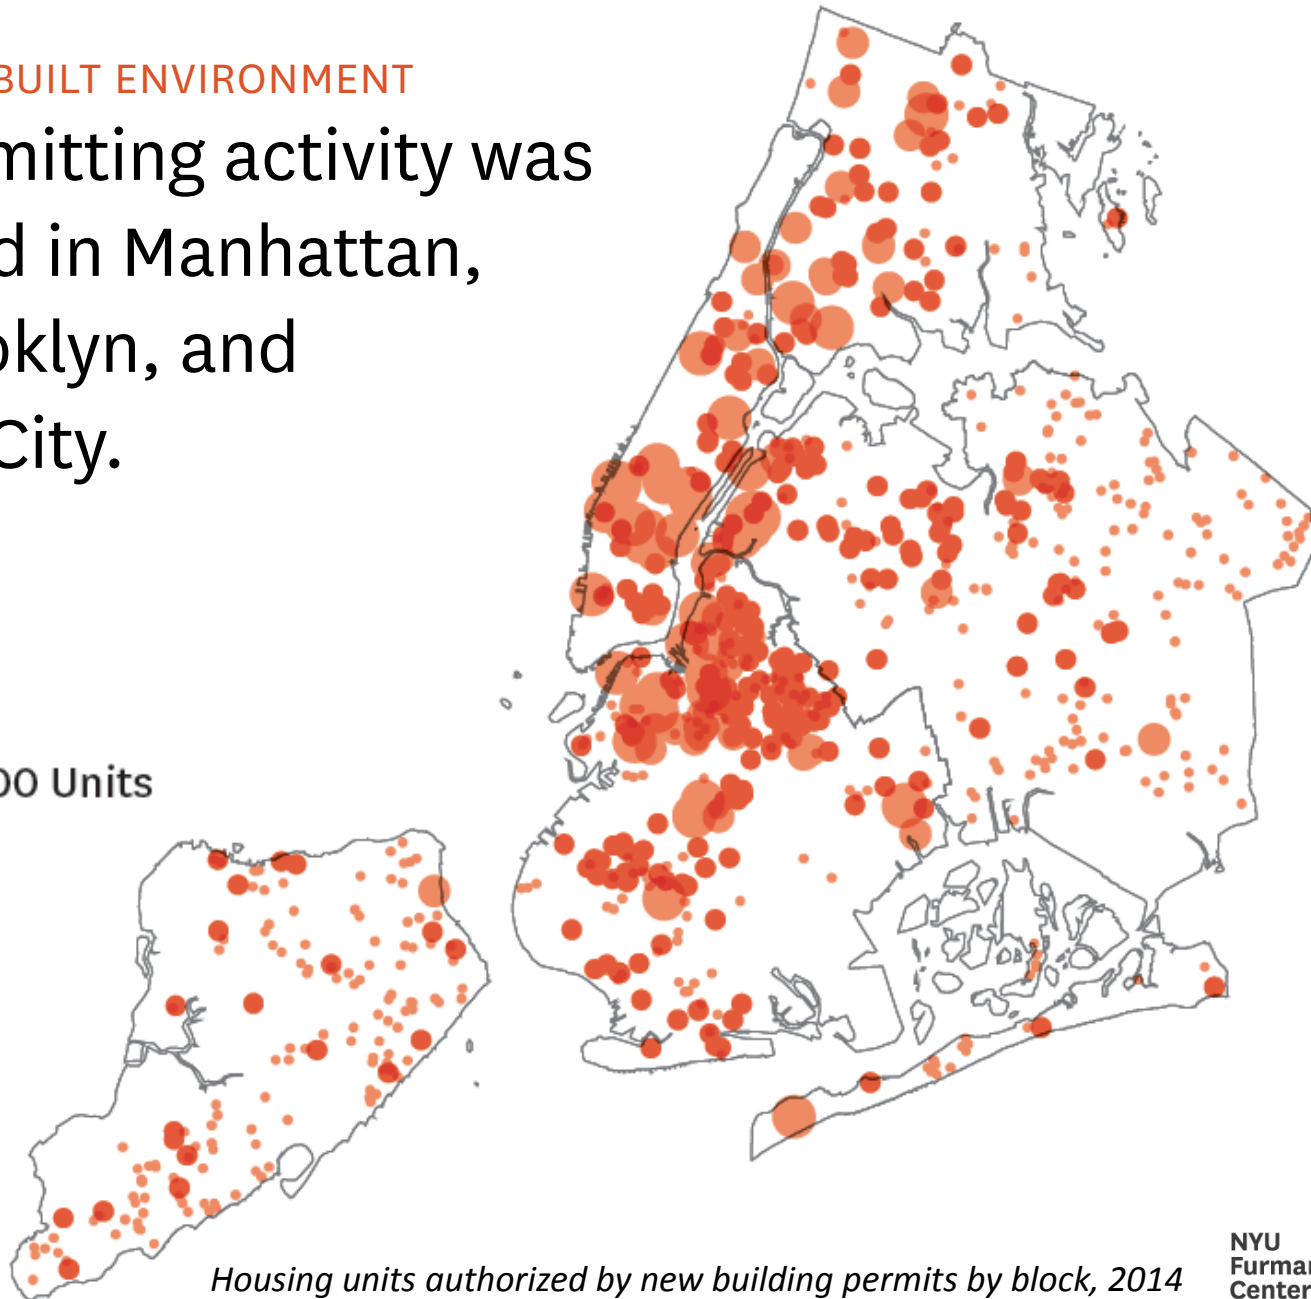 BUILT ENVIRONMENT
mitting activity was
d in Manhattan,
oklyn, and
City.
00 Units
Housing units authorized by new building permits by block, 2014
NYU
Furman
Center